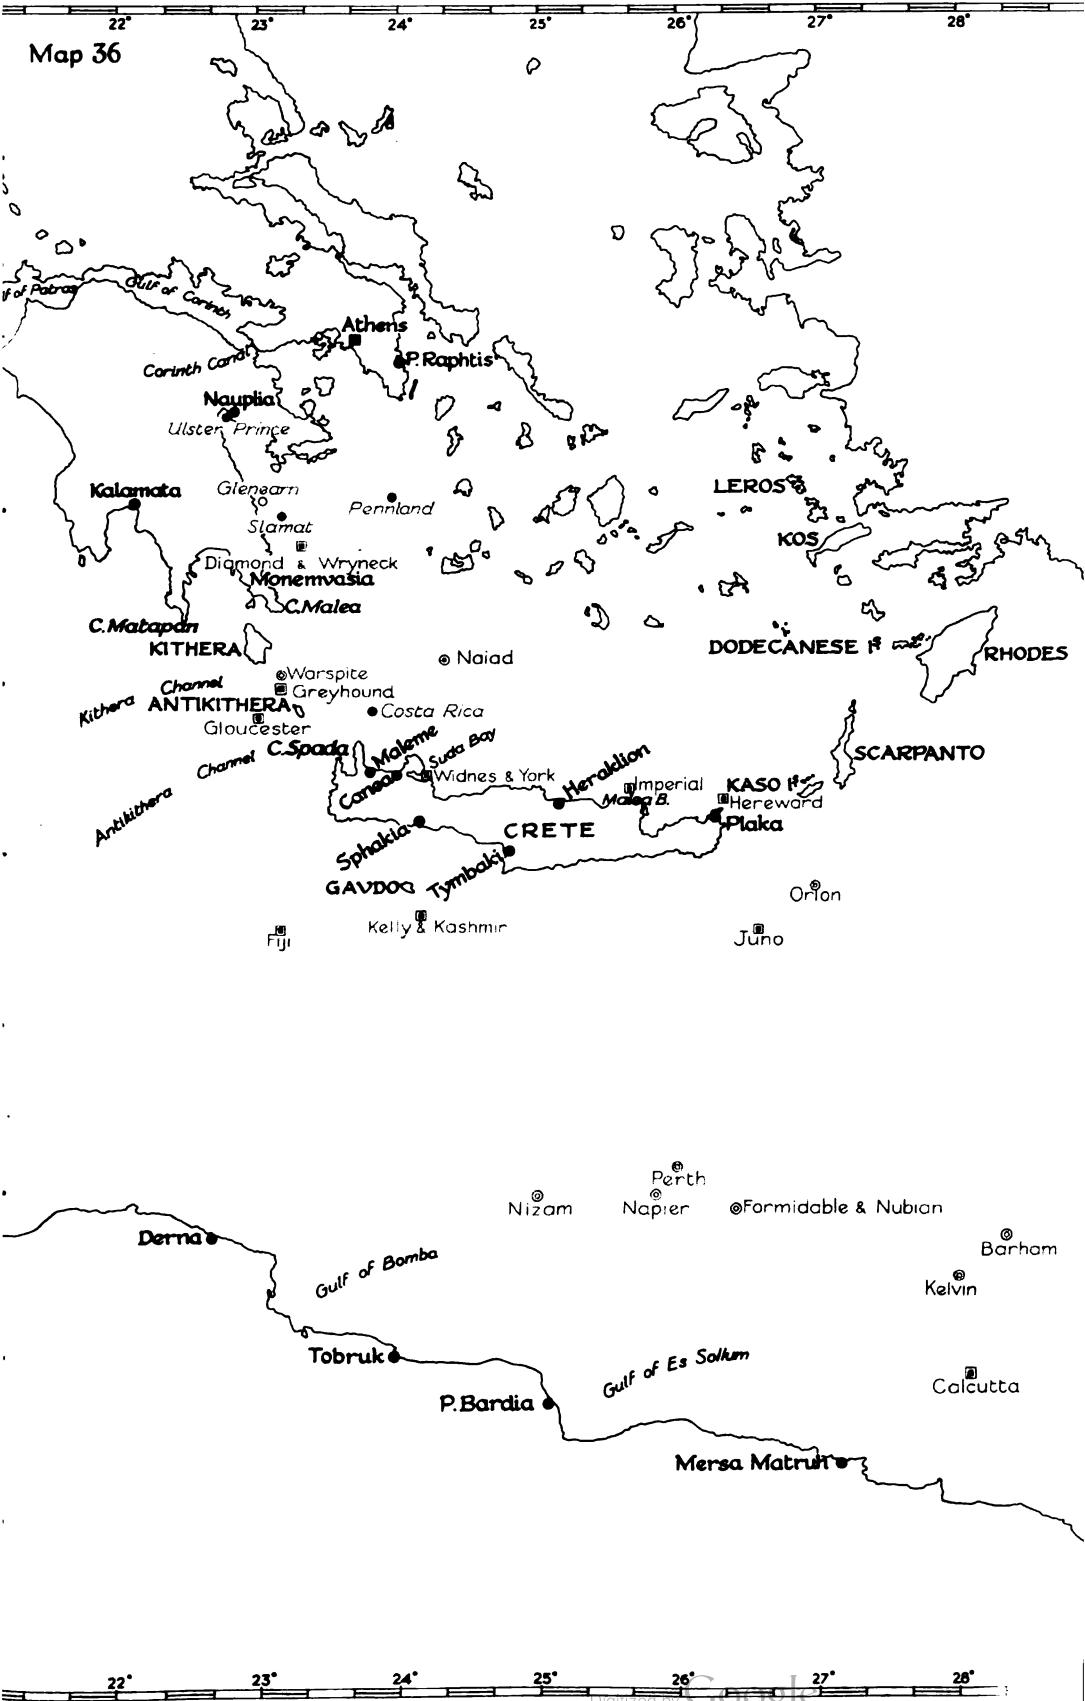 22° 23° 24° 25° 26° 27° 28°
Map 36
Gulf of Corinth
f of Patras
Athens
Corinth Canal
P. Raphtis
Nauplia
Ulster Prince
Kalamata
Glenearn
Pennland
LEROS
Slamat
KOS
Diamond & Wryneck
Monemvasia
C. Malea
C. Matapan
KITHERA
DODECANESE Is
RHODES
Naiad
Warspite
Kithera Channel
Greyhound
ANTIKITHERA
Costa Rica
Gloucester
C. Spada
Maleme
Suda Bay
SCARPANTO
Antikithera Channel
Canea
Widnes & York
Heraklion
Imperial
KASO Is
Malea B.
Hereward
Sphakia
CRETE
Plaka
Tymbaki
GAVDO
Orion
Kelly & Kashmir
Fiji
Juno
Perth
Nizam
Napier
Formidable & Nubian
Derna
Barham
Gulf of Bomba
Kelvin
Tobruk
Gulf of Es Sollum
Calcutta
P. Bardia
Mersa Matruh
22° 23° 24° 25° 26° 27° 28°
Digitized by Google